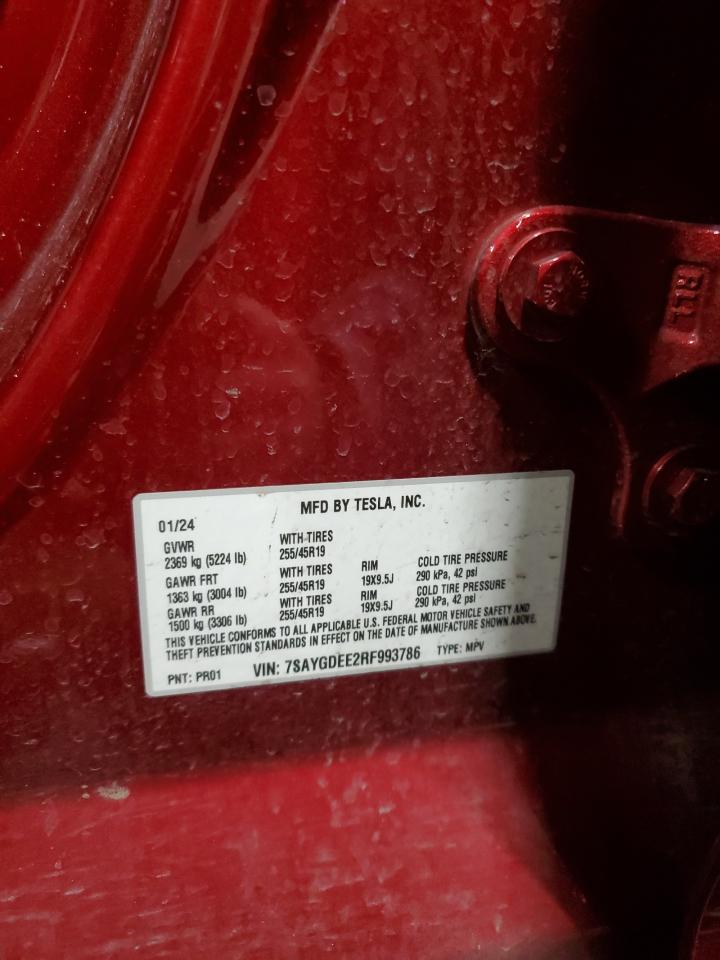 RLL
MFD BY TESLA, INC.
01/24
GVWR
2369 kg (5224 lb)
WITH TIRES
255/45R19
GAWR FRT
1363 kg (3004 lb)
WITH TIRES
255/45R19
RIM
19X9.5J
COLD TIRE PRESSURE
290 kPa, 42 psi
GAWR RR
1500 kg (3306 lb)
WITH TIRES
255/45R19
RIM
19X9.5J
COLD TIRE PRESSURE
290 kPa, 42 psi
THIS VEHICLE CONFORMS TO ALL APPLICABLE U.S. FEDERAL MOTOR VEHICLE SAFETY AND
THEFT PREVENTION STANDARDS IN EFFECT ON THE DATE OF MANUFACTURE SHOWN ABOVE.
PNT: PR01 VIN: 7SAYGDEE2RF993786 TYPE: MPV